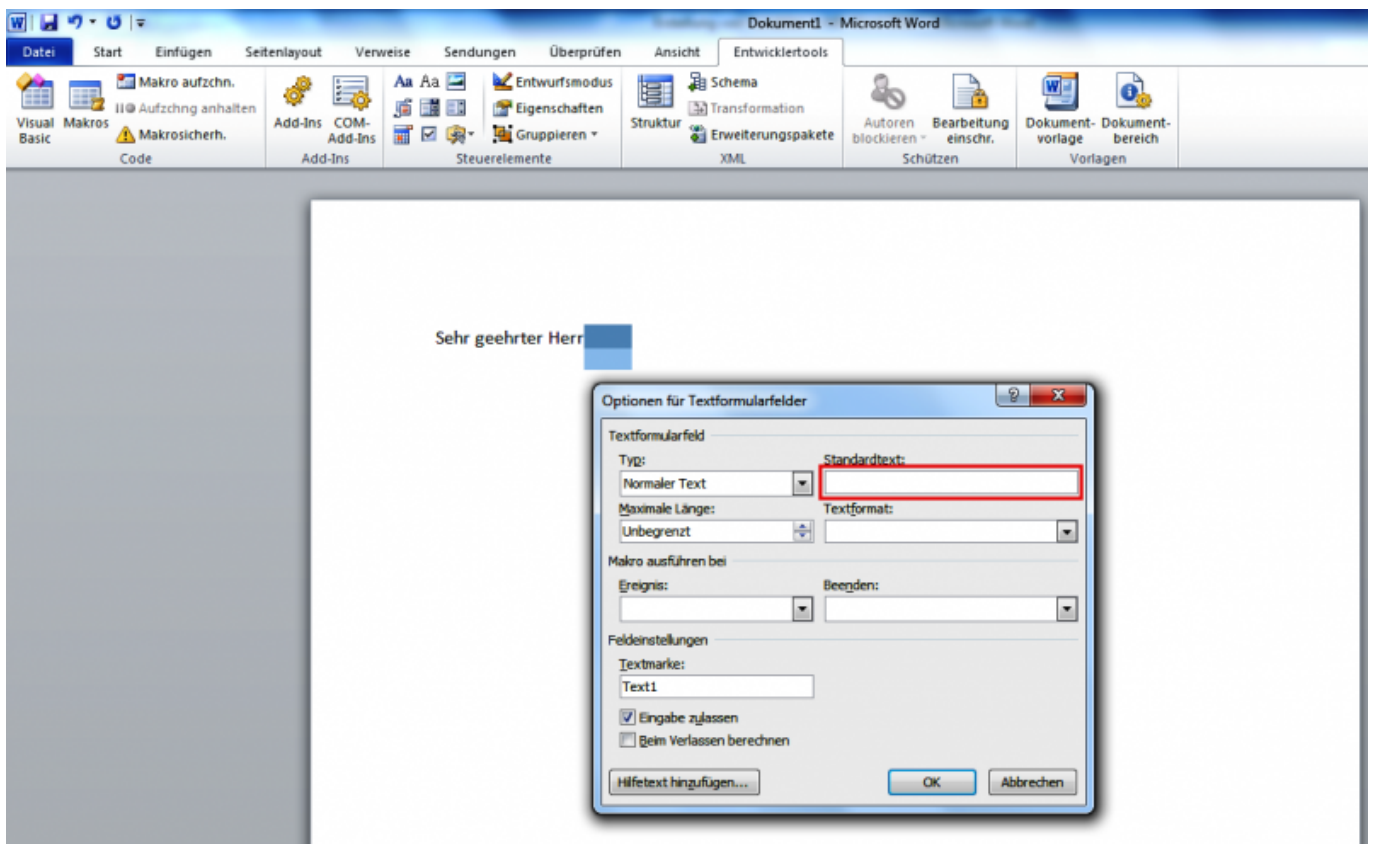 Dokument1 - Microsoft Word
Datei Start Einfügen Seitenlayout Verweise Sendungen Überprüfen Ansicht Entwicklertools
Visual Basic
Makros
Makro aufzchn.
Aufzchng anhalten
Makrosicherh.
Code
Add-Ins
COM-Add-Ins
Add-Ins
Aa Aa
Entwurfsmodus
Eigenschaften
Gruppieren
Steuerelemente
Struktur
Schema
Transformation
Erweiterungspakete
XML
Autoren blockieren
Bearbeitung einschr.
Schützen
Dokument-vorlage
Dokument-bereich
Vorlagen
Sehr geehrter Herr
Optionen für Textformularfelder
Textformularfeld
Typ: Standardtext:
Normaler Text
Maximale Länge: Textformat:
Unbegrenzt
Makro ausführen bei
Ereignis: Beenden:
Feldeinstellungen
Textmarke:
Text1
Eingabe zulassen
Beim Verlassen berechnen
Hilfetext hinzufügen... OK Abbrechen